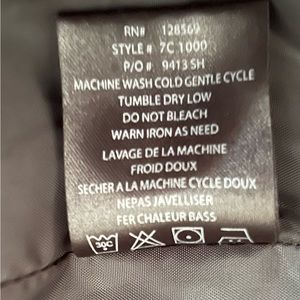 RN# 128569
STYLE # 7C 1000
P/O # 9413 SH
MACHINE WASH COLD GENTLE CYCLE
TUMBLE DRY LOW
DO NOT BLEACH
WARN IRON AS NEED
LAVAGE DE LA MACHINE
FROID DOUX
SECHER A LA MACHINE CYCLE DOUX
NEPAS JAVELLISER
FER CHALEUR BASS
30C